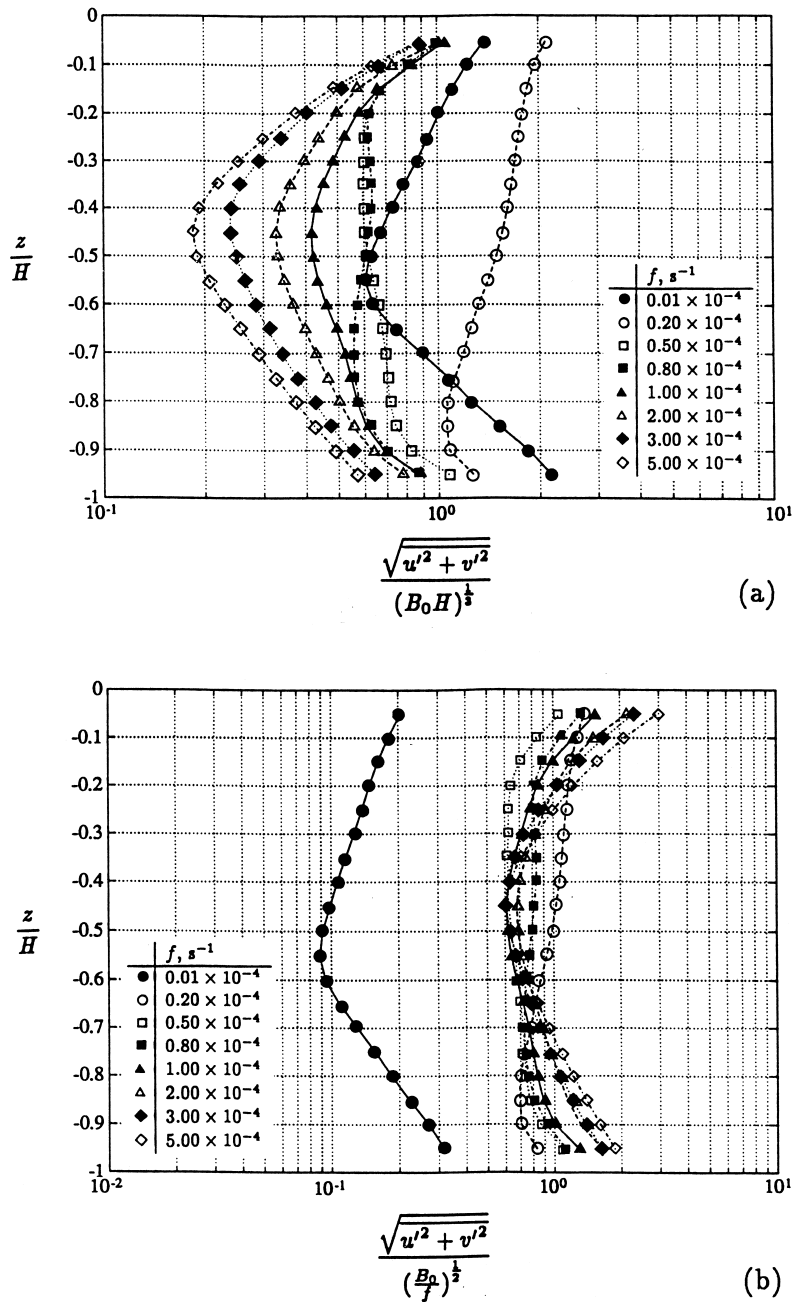 0
-0.1
-0.2
-0.3
-0.4
-0.5
-0.6
-0.7
-0.8
-0.9
-1
z
H
f, s⁻¹
0.01 × 10⁻⁴
0.20 × 10⁻⁴
0.50 × 10⁻⁴
0.80 × 10⁻⁴
1.00 × 10⁻⁴
2.00 × 10⁻⁴
3.00 × 10⁻⁴
5.00 × 10⁻⁴
10⁻¹ 10⁰ 10¹
√u′² + v′²
(B₀H)^⅓
(a)
0
-0.1
-0.2
-0.3
-0.4
-0.5
-0.6
-0.7
-0.8
-0.9
-1
z
H
f, s⁻¹
0.01 × 10⁻⁴
0.20 × 10⁻⁴
0.50 × 10⁻⁴
0.80 × 10⁻⁴
1.00 × 10⁻⁴
2.00 × 10⁻⁴
3.00 × 10⁻⁴
5.00 × 10⁻⁴
10⁻² 10⁻¹ 10⁰ 10¹
√u′² + v′²
(B₀/f)^½
(b)